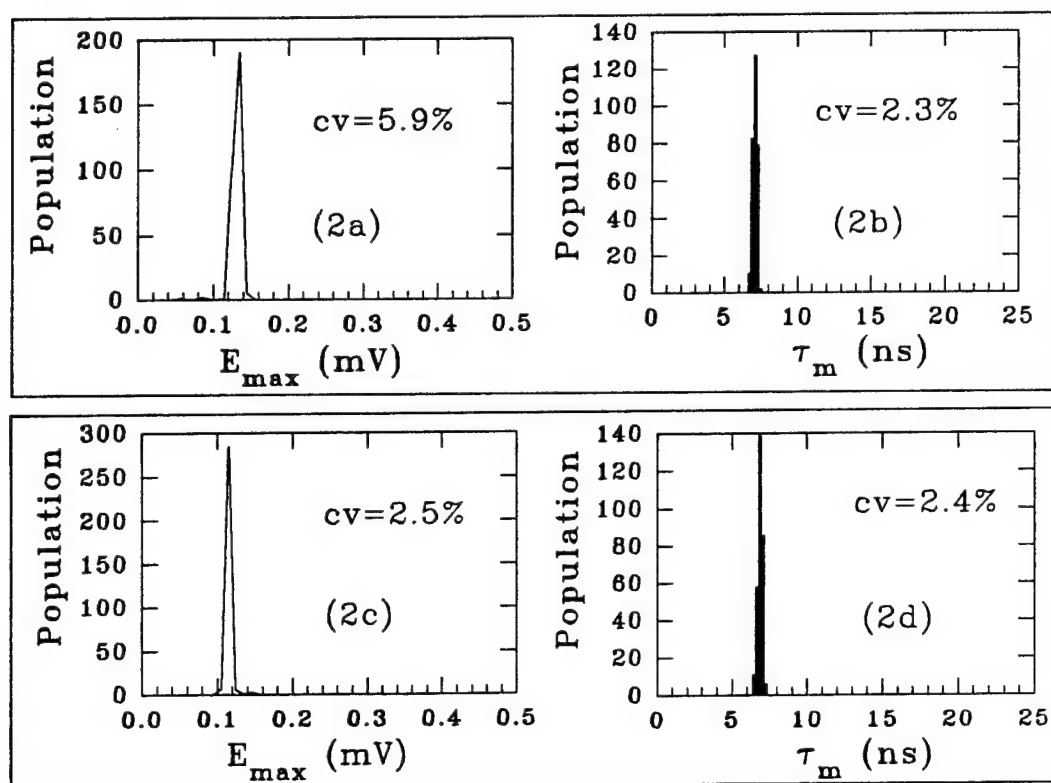 Population
200
150
100
50
0
cv=5.9%
(2a)
0.0 0.1 0.2 0.3 0.4 0.5
E_max (mV)
Population
140
120
100
80
60
40
20
0
cv=2.3%
(2b)
0 5 10 15 20 25
τ_m (ns)
Population
300
250
200
150
100
50
0
cv=2.5%
(2c)
0.0 0.1 0.2 0.3 0.4 0.5
E_max (mV)
Population
140
120
100
80
60
40
20
0
cv=2.4%
(2d)
0 5 10 15 20 25
τ_m (ns)